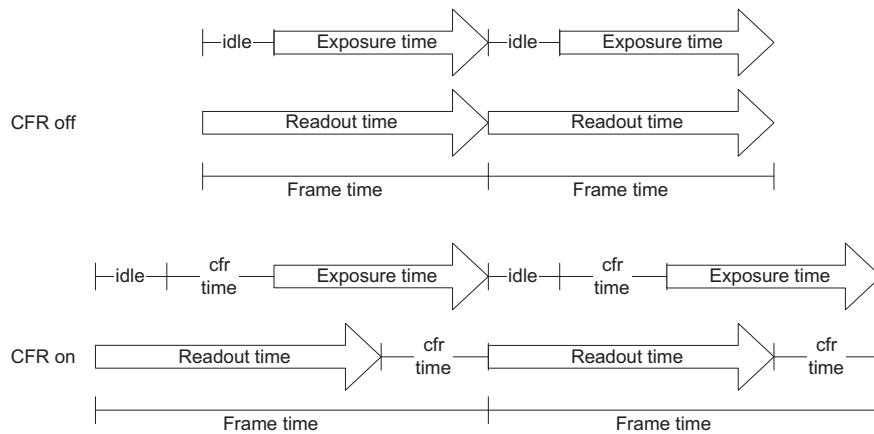 idle Exposure time idle Exposure time
CFR off Readout time Readout time
Frame time Frame time
idle cfr time Exposure time idle cfr time Exposure time
CFR on Readout time cfr time Readout time cfr time
Frame time Frame time